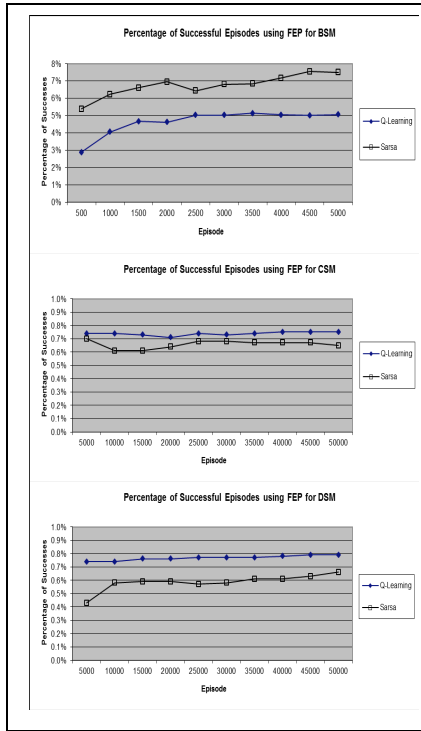 Percentage of Successful Episodes using FEP for BSM
8%
7%
6%
5%
4%
3%
2%
1%
0%
Percentage of Successes
500 1000 1500 2000 2500 3000 3500 4000 4500 5000
Episode
Q-Learning
Sarsa
Percentage of Successful Episodes using FEP for CSM
1.0%
0.9%
0.8%
0.7%
0.6%
0.5%
0.4%
0.3%
0.2%
0.1%
0.0%
Percentage of Successes
5000 10000 15000 20000 25000 30000 35000 40000 45000 50000
Episode
Q-Learning
Sarsa
Percentage of Successful Episodes using FEP for DSM
1.0%
0.9%
0.8%
0.7%
0.6%
0.5%
0.4%
0.3%
0.2%
0.1%
0.0%
Percentage of Successes
5000 10000 15000 20000 25000 30000 35000 40000 45000 50000
Episode
Q-Learning
Sarsa